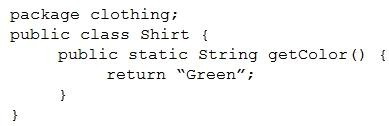 package clothing;
public class Shirt {
public static String getColor() {
return “Green”;
}
}